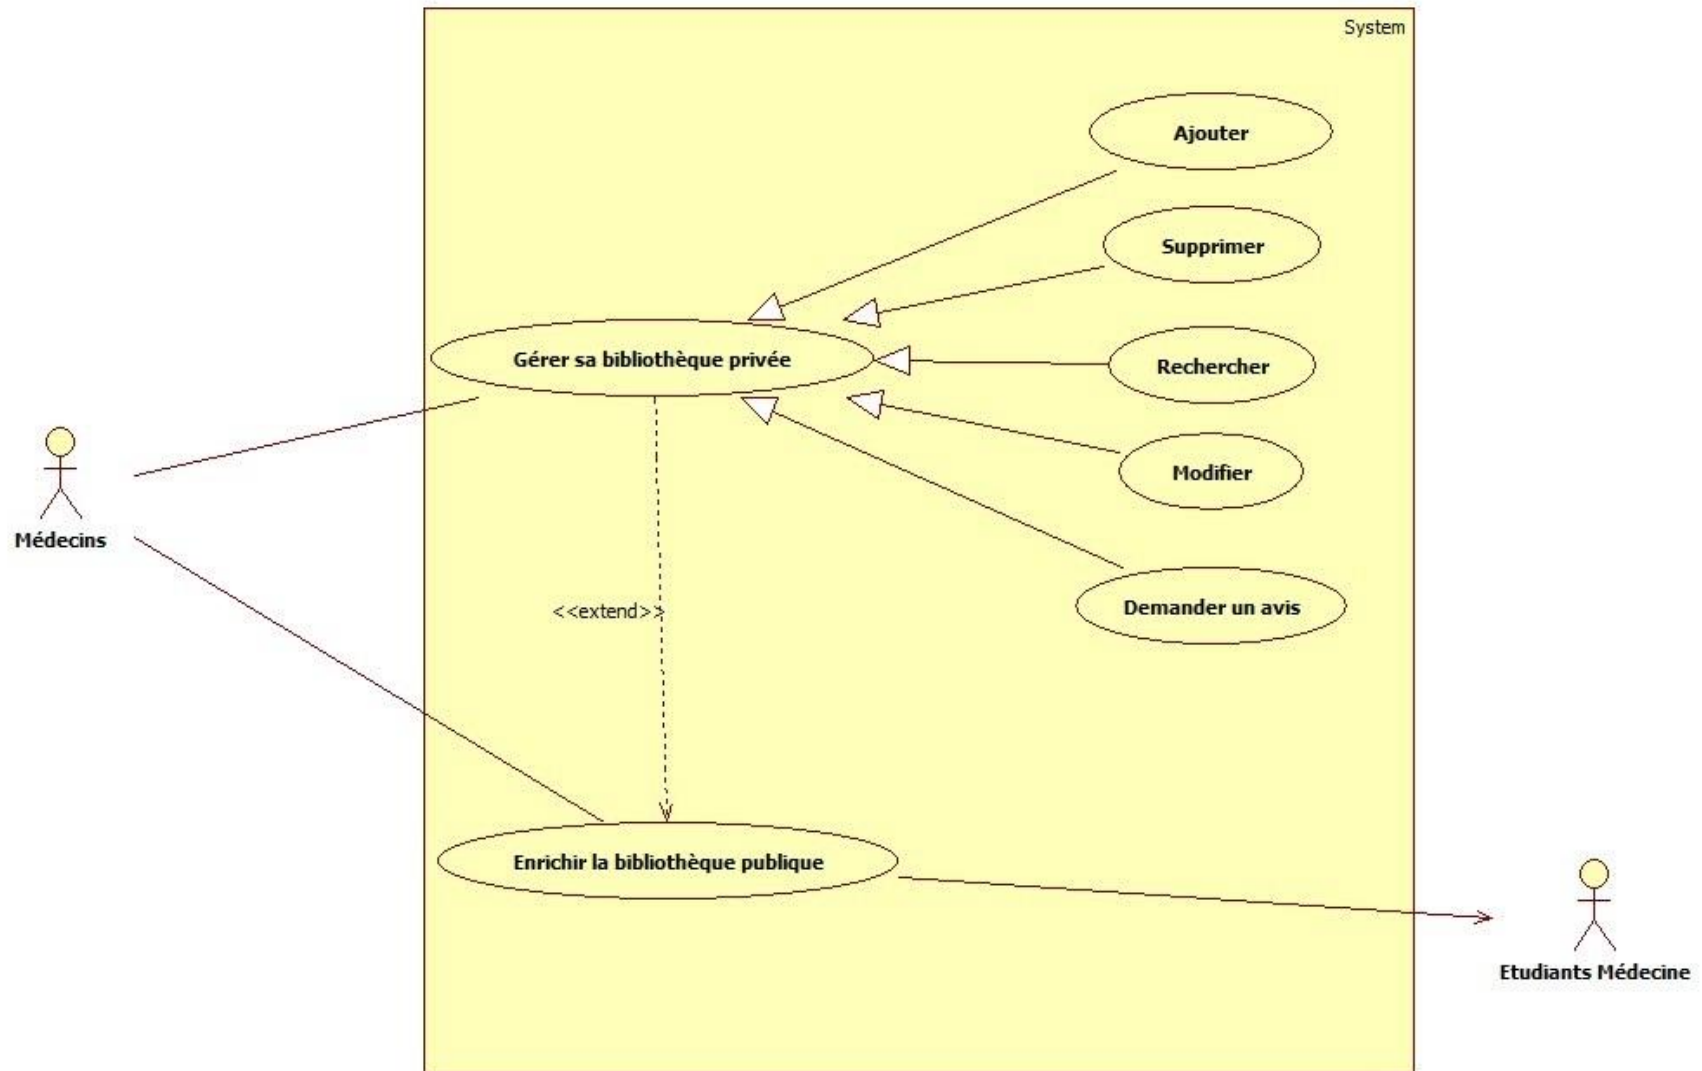 System
Ajouter
Supprimer
Gérer sa bibliothèque privée
Rechercher
Modifier
Médecins
<<extend>>
Demander un avis
Enrichir la bibliothèque publique
Etudiants Médecine